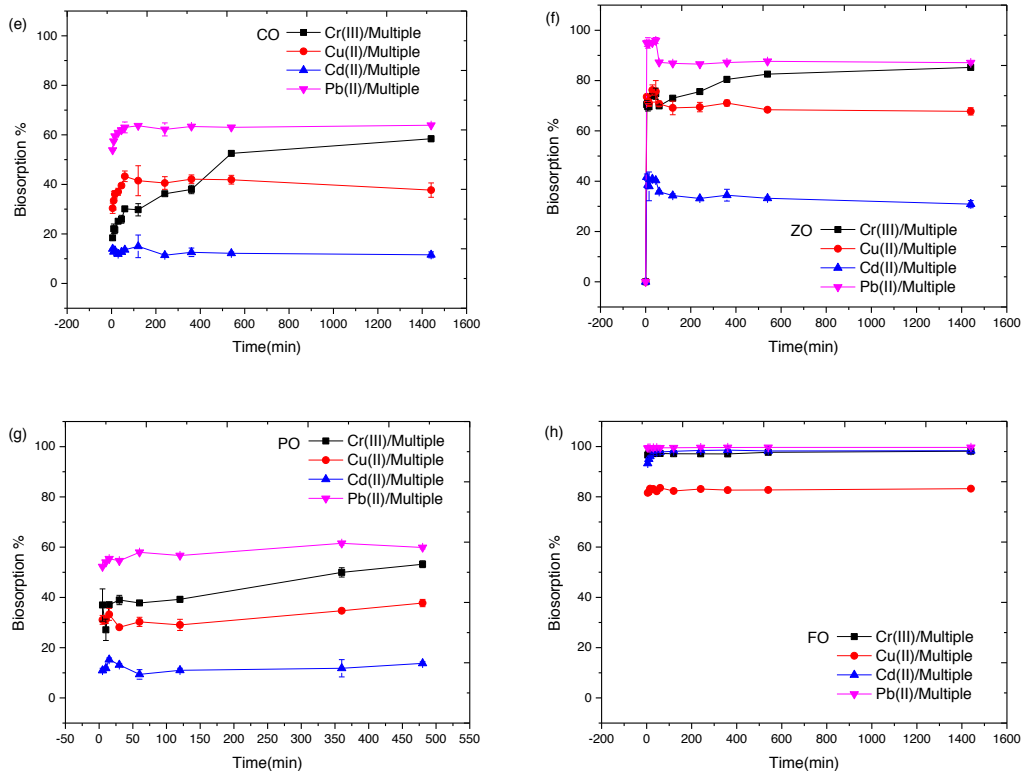 (e)
CO
Cr(III)/Multiple
Cu(II)/Multiple
Cd(II)/Multiple
Pb(II)/Multiple
100
80
60
40
20
0
Biosorption %
-200 0 200 400 600 800 1000 1200 1400 1600
Time(min)
(f)
ZO
Cr(III)/Multiple
Cu(II)/Multiple
Cd(II)/Multiple
Pb(II)/Multiple
100
80
60
40
20
0
Biosorption %
-200 0 200 400 600 800 1000 1200 1400 1600
Time(min)
(g)
PO
Cr(III)/Multiple
Cu(II)/Multiple
Cd(II)/Multiple
Pb(II)/Multiple
100
80
60
40
20
0
Biosorption %
-50 0 50 100 150 200 250 300 350 400 450 500 550
Time(min)
(h)
FO
Cr(III)/Multiple
Cu(II)/Multiple
Cd(II)/Multiple
Pb(II)/Multiple
100
80
60
40
20
0
Biosorption %
-200 0 200 400 600 800 1000 1200 1400 1600
Time(min)